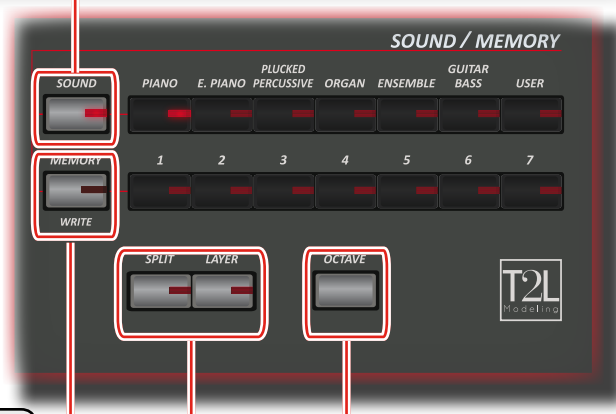 SOUND / MEMORY
SOUND
PIANO
E. PIANO
PLUCKED
PERCUSSIVE
ORGAN
ENSEMBLE
GUITAR
BASS
USER
MEMORY
1 2 3 4 5 6 7
WRITE
SPLIT
LAYER
OCTAVE
T2L
Modeling